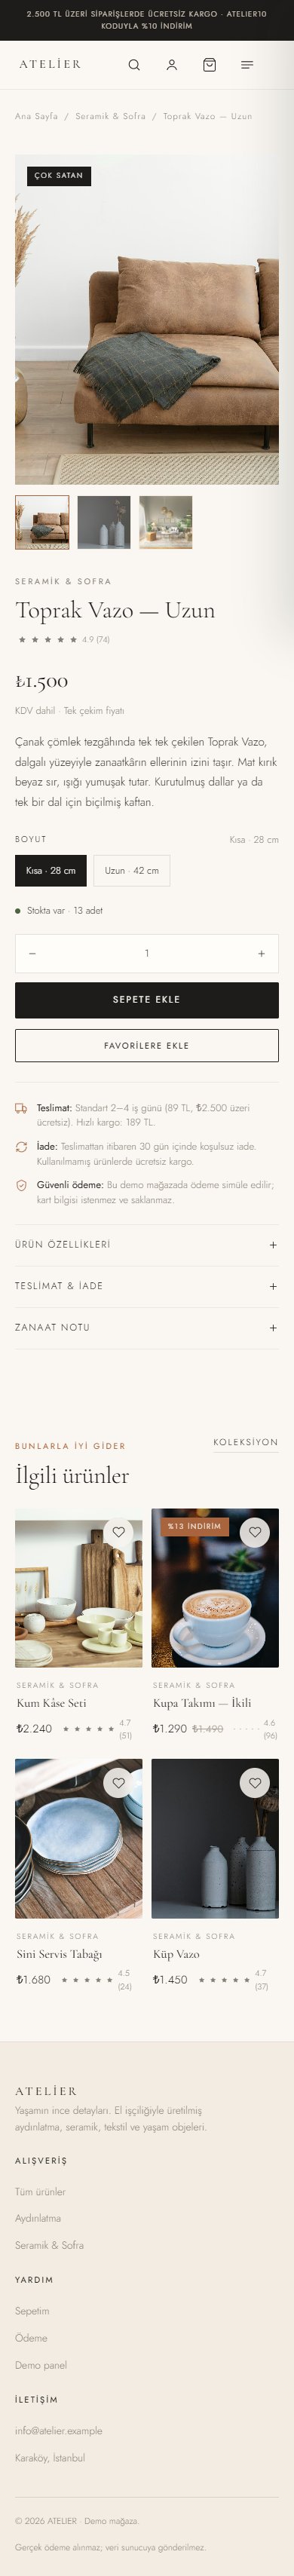 2.500 TL ÜZERİ SİPARİŞLERDE ÜCRETSİZ KARGO · ATELIER10
KODUYLA %10 İNDİRİM
ATELİER
Ana Sayfa / Seramik & Sofra / Toprak Vazo — Uzun
ÇOK SATAN
SERAMİK & SOFRA
Toprak Vazo — Uzun
★ ★ ★ ★ ★ 4.9 (74)
₺1.500
KDV dahil · Tek çekim fiyatı
Çanak çömlek tezgâhında tek tek çekilen Toprak Vazo,
dalgalı yüzeyiyle zanaatkârın ellerinin izini taşır. Mat kırık
beyaz sır, ışığı yumuşak tutar. Kurutulmuş dallar ya da
tek bir dal için biçilmiş kaftan.
BOYUT
Kısa · 28 cm
Kısa · 28 cm
Uzun · 42 cm
Stokta var · 13 adet
− 1 +
SEPETE EKLE
FAVORİLERE EKLE
Teslimat: Standart 2–4 iş günü (89 TL, ₺2.500 üzeri
ücretsiz). Hızlı kargo: 189 TL.
İade: Teslimattan itibaren 30 gün içinde koşulsuz iade.
Kullanılmamış ürünlerde ücretsiz kargo.
Güvenli ödeme: Bu demo mağazada ödeme simüle edilir;
kart bilgisi istenmez ve saklanmaz.
ÜRÜN ÖZELLİKLERİ +
TESLİMAT & İADE +
ZANAAT NOTU +
BUNLARLA İYİ GİDER
KOLEKSİYON
İlgili ürünler
%13 İNDİRİM
SERAMİK & SOFRA
Kum Kâse Seti
₺2.240 ★ ★ ★ ★ ★ 4.7
(51)
SERAMİK & SOFRA
Kupa Takımı — İkili
₺1.290 ₺1.490 4.6
(96)
SERAMİK & SOFRA
Sini Servis Tabağı
₺1.680 ★ ★ ★ ★ ★ 4.5
(24)
SERAMİK & SOFRA
Küp Vazo
₺1.450 ★ ★ ★ ★ ★ 4.7
(37)
ATELİER
Yaşamın ince detayları. El işçiliğiyle üretilmiş
aydınlatma, seramik, tekstil ve yaşam objeleri.
ALIŞVERİŞ
Tüm ürünler
Aydınlatma
Seramik & Sofra
YARDIM
Sepetim
Ödeme
Demo panel
İLETİŞİM
info@atelier.example
Karaköy, İstanbul
© 2026 ATELIER · Demo mağaza.
Gerçek ödeme alınmaz; veri sunucuya gönderilmez.